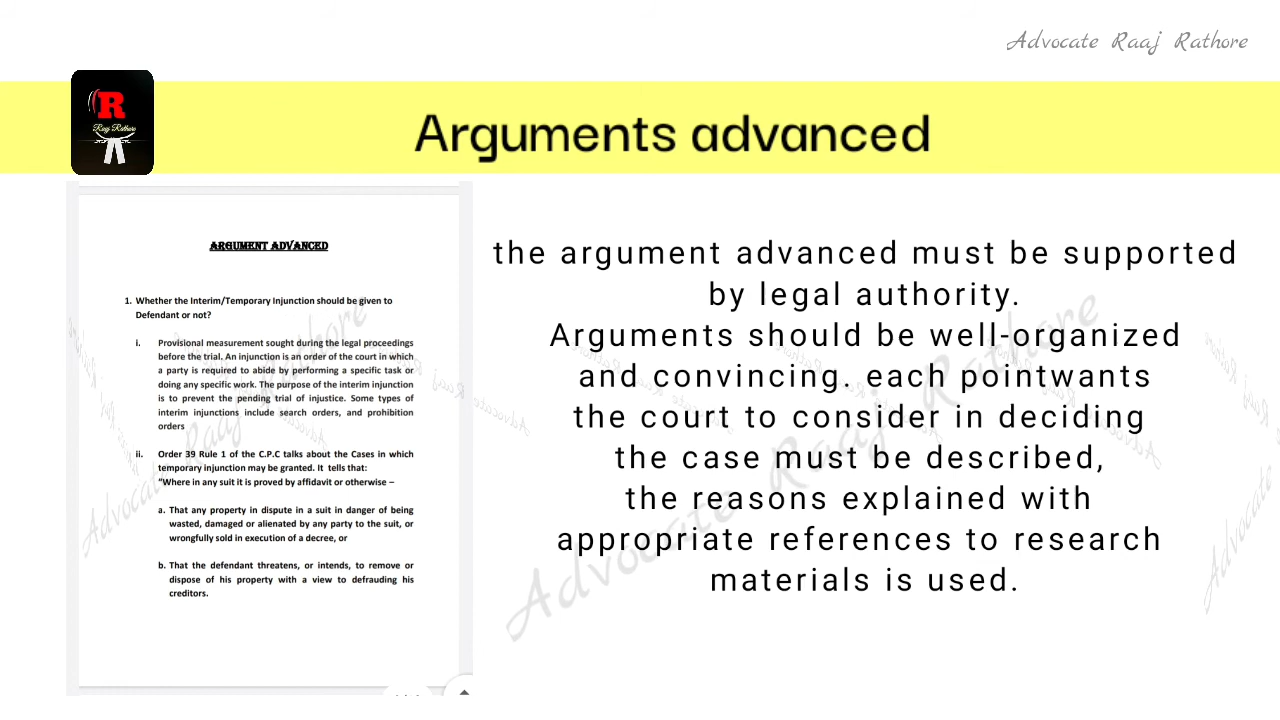 Advocate Raaj Rathore
R
Raaj Rathore
Arguments advanced
ARGUMENT ADVANCED
1. Whether the Interim/Temporary Injunction should be given to
Defendant or not?
i. Provisional measurement sought during the legal proceedings
before the trial. An injunction is an order of the court in which
a party is required to abide by performing a specific task or
doing any specific work. The purpose of the interim injunction
is to prevent the pending trial of injustice. Some types of
interim injunctions include search orders, and prohibition
orders
ii. Order 39 Rule 1 of the C.P.C talks about the Cases in which
temporary injunction may be granted. It tells that:
“Where in any suit it is proved by affidavit or otherwise –
a. That any property in dispute in a suit in danger of being
wasted, damaged or alienated by any party to the suit, or
wrongfully sold in execution of a decree, or
b. That the defendant threatens, or intends, to remove or
dispose of his property with a view to defrauding his
creditors.
the argument advanced must be supported
by legal authority.
Arguments should be well-organized
and convincing. each pointwants
the court to consider in deciding
the case must be described,
the reasons explained with
appropriate references to research
materials is used.
Advocate Raaj Rathore